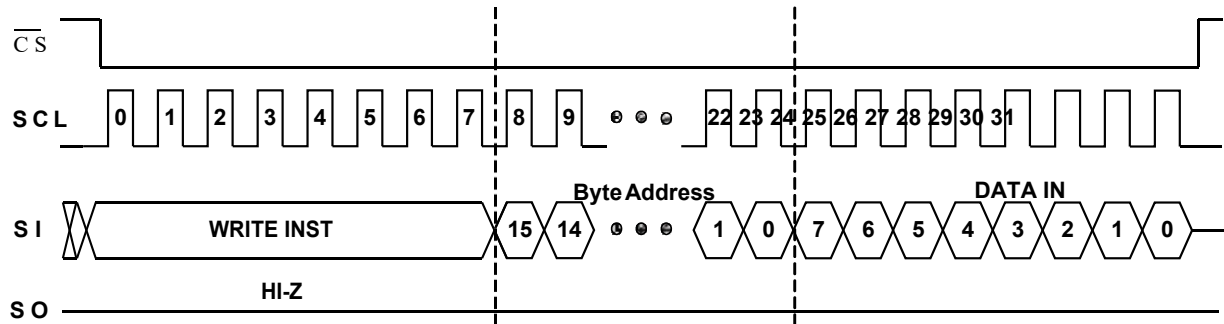 C S
SCL 0 1 2 3 4 5 6 7 8 9 22 23 24 25 26 27 28 29 30 31
Byte Address DATA IN
SI WRITE INST 15 14 1 0 7 6 5 4 3 2 1 0
HI-Z
SO